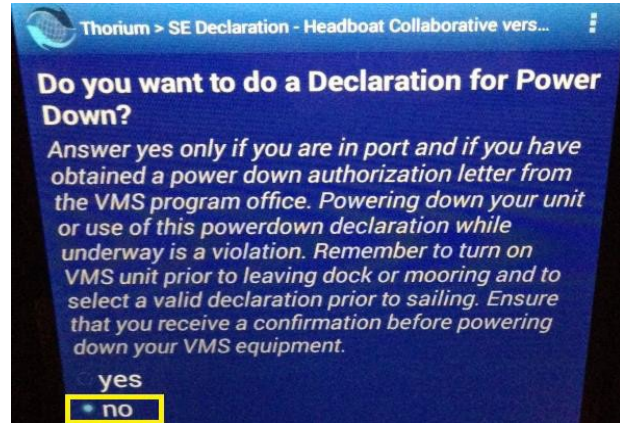 Thorium > SE Declaration - Headboat Collaborative vers...
Do you want to do a Declaration for Power
Down?
Answer yes only if you are in port and if you have
obtained a power down authorization letter from
the VMS program office. Powering down your unit
or use of this powerdown declaration while
underway is a violation. Remember to turn on
VMS unit prior to leaving dock or mooring and to
select a valid declaration prior to sailing. Ensure
that you receive a confirmation before powering
down your VMS equipment.
yes
no